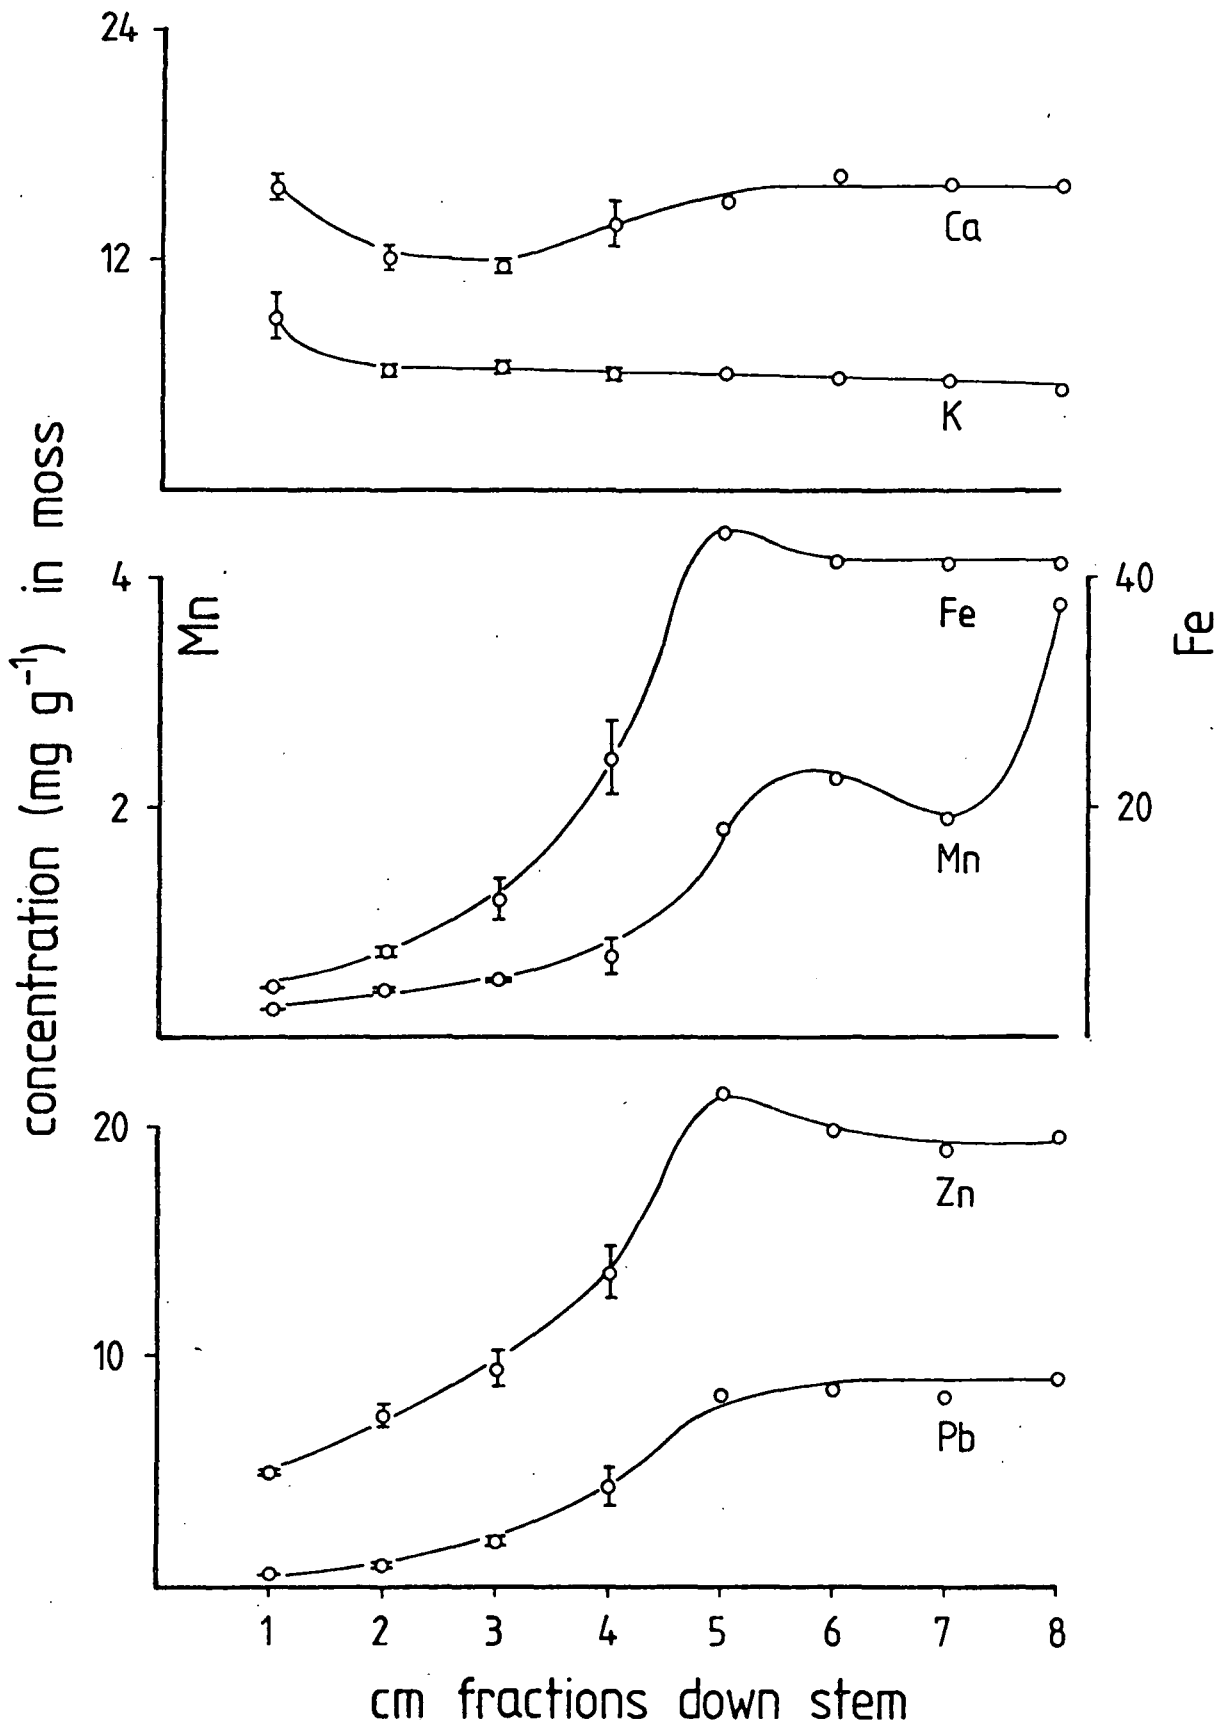 24
12
Ca
K
concentration (mg g⁻¹) in moss
4
2
Mn
Fe
Mn
40
20
Fe
20
10
Zn
Pb
1 2 3 4 5 6 7 8
cm fractions down stem